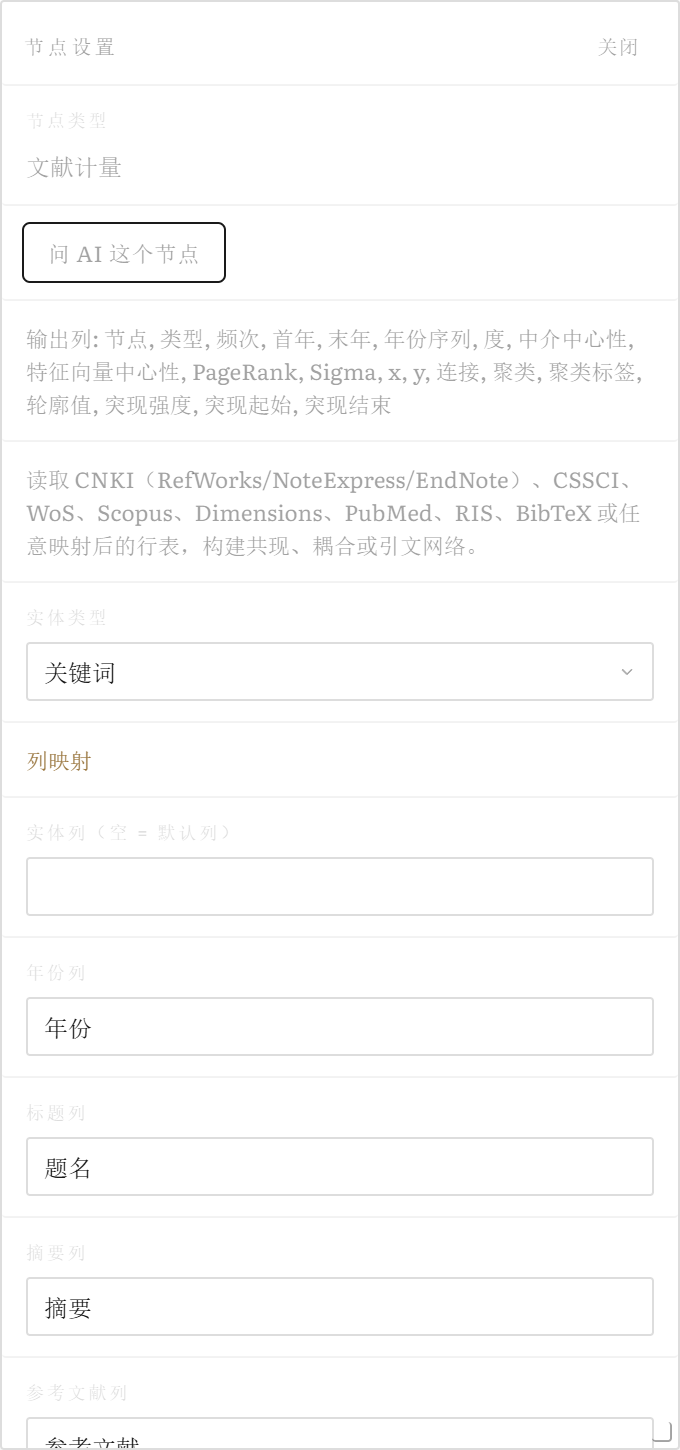 节点设置
关闭
节点类型
文献计量
问 AI 这个节点
输出列: 节点, 类型, 频次, 首年, 末年, 年份序列, 度, 中介中心性,
特征向量中心性, PageRank, Sigma, x, y, 连接, 聚类, 聚类标签,
轮廓值, 突现强度, 突现起始, 突现结束
读取 CNKI（RefWorks/NoteExpress/EndNote）、CSSCI、
WoS、Scopus、Dimensions、PubMed、RIS、BibTeX 或任
意映射后的行表，构建共现、耦合或引文网络。
实体类型
关键词
列映射
实体列（空 = 默认列）
年份列
年份
标题列
题名
摘要列
摘要
参考文献列
参考文献